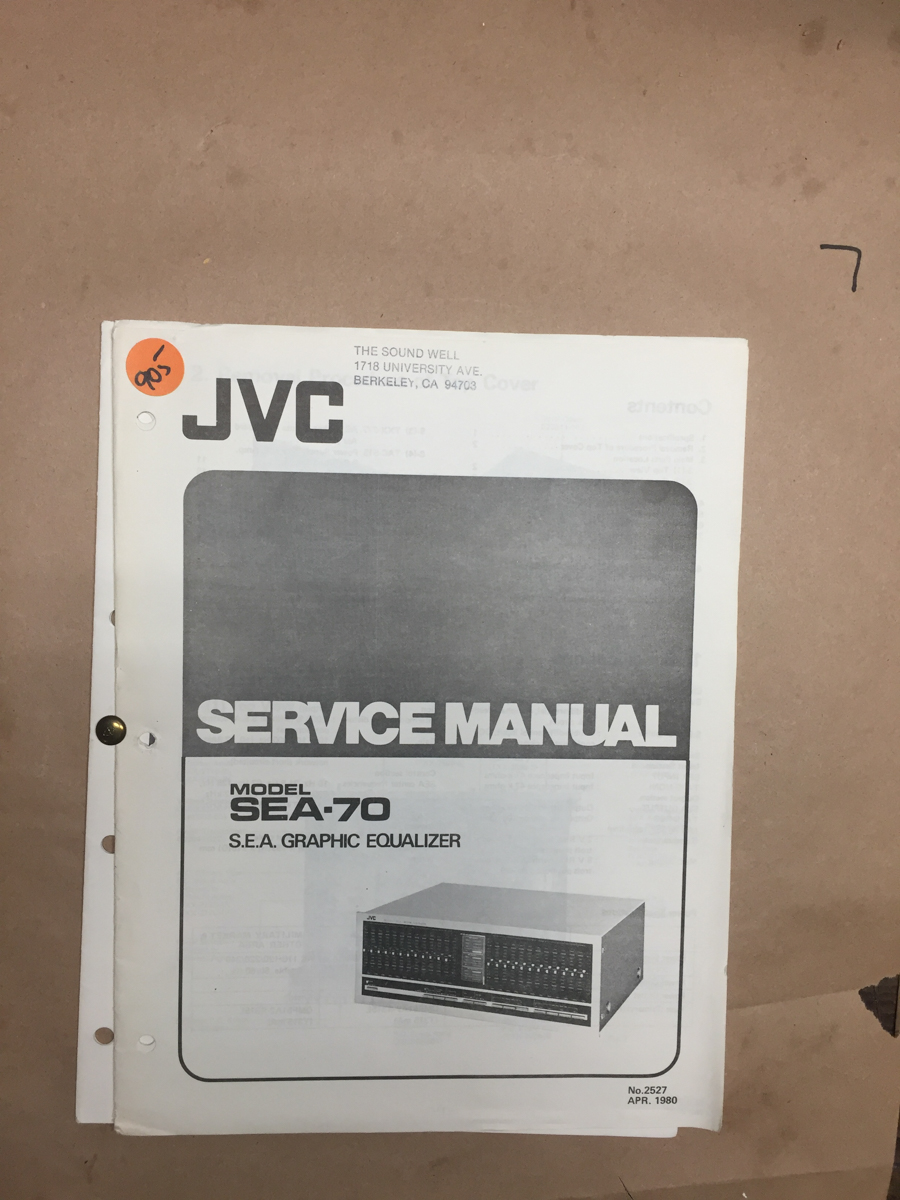 905
THE SOUND WELL
1718 UNIVERSITY AVE.
BERKELEY, CA 94703
JVC
SERVICE MANUAL
MODEL
SEA-70
S.E.A. GRAPHIC EQUALIZER
JVC
No.2527
APR. 1980